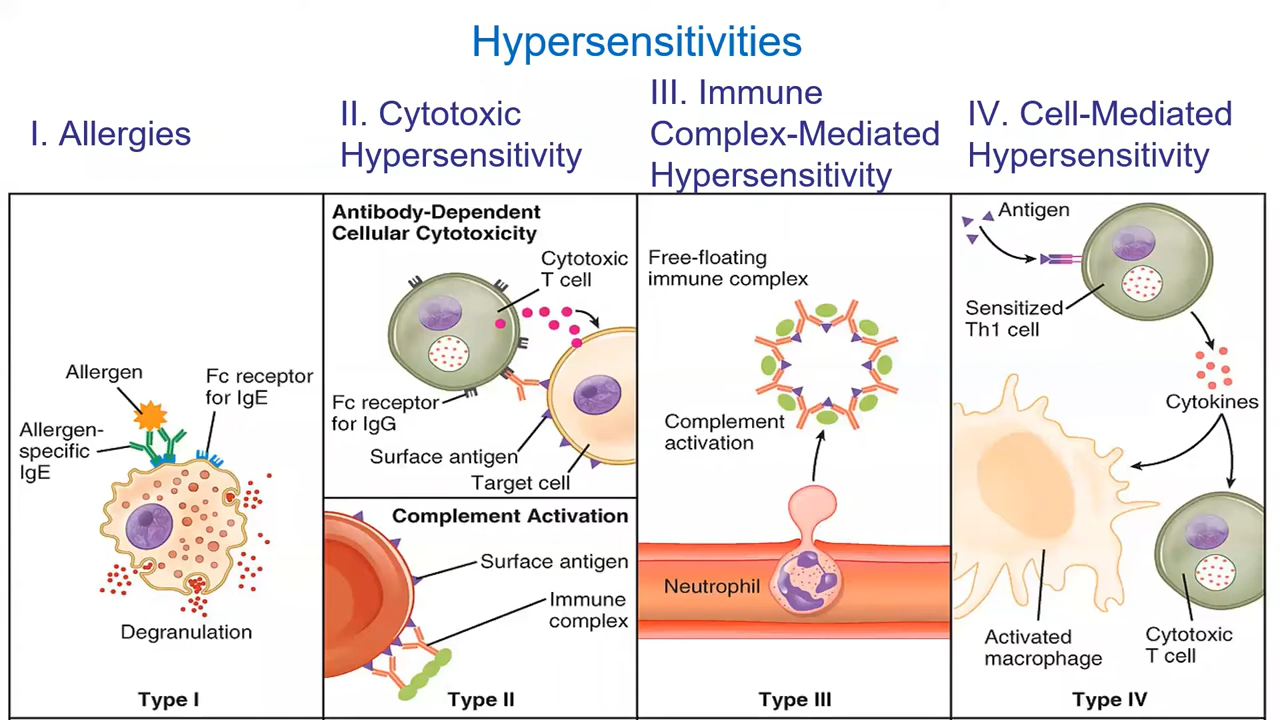 Hypersensitivities
I. Allergies
II. Cytotoxic
Hypersensitivity
III. Immune
Complex-Mediated
Hypersensitivity
IV. Cell-Mediated
Hypersensitivity
Allergen
Fc receptor
for IgE
Allergen-
specific
IgE
Degranulation
Type I
Antibody-Dependent
Cellular Cytotoxicity
Cytotoxic
T cell
Fc receptor
for IgG
Surface antigen
Target cell
Complement Activation
Surface antigen
Immune
complex
Type II
Free-floating
immune complex
Complement
activation
Neutrophil
Type III
Antigen
Sensitized
Th1 cell
Cytokines
Activated
macrophage
Cytotoxic
T cell
Type IV